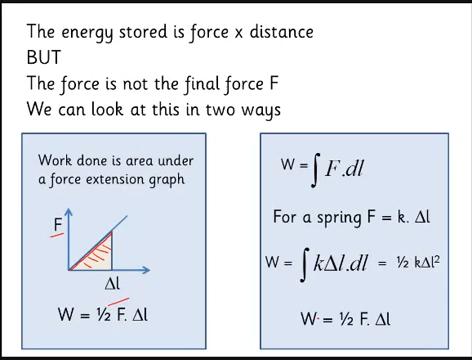 The energy stored is force x distance
BUT
The force is not the final force F
We can look at this in two ways
Work done is area under
a force extension graph
F
Δl
W = ½ F. Δl
W = ∫ F.dl
For a spring F = k. Δl
W = ∫ kΔl.dl = ½ kΔl²
W = ½ F. Δl